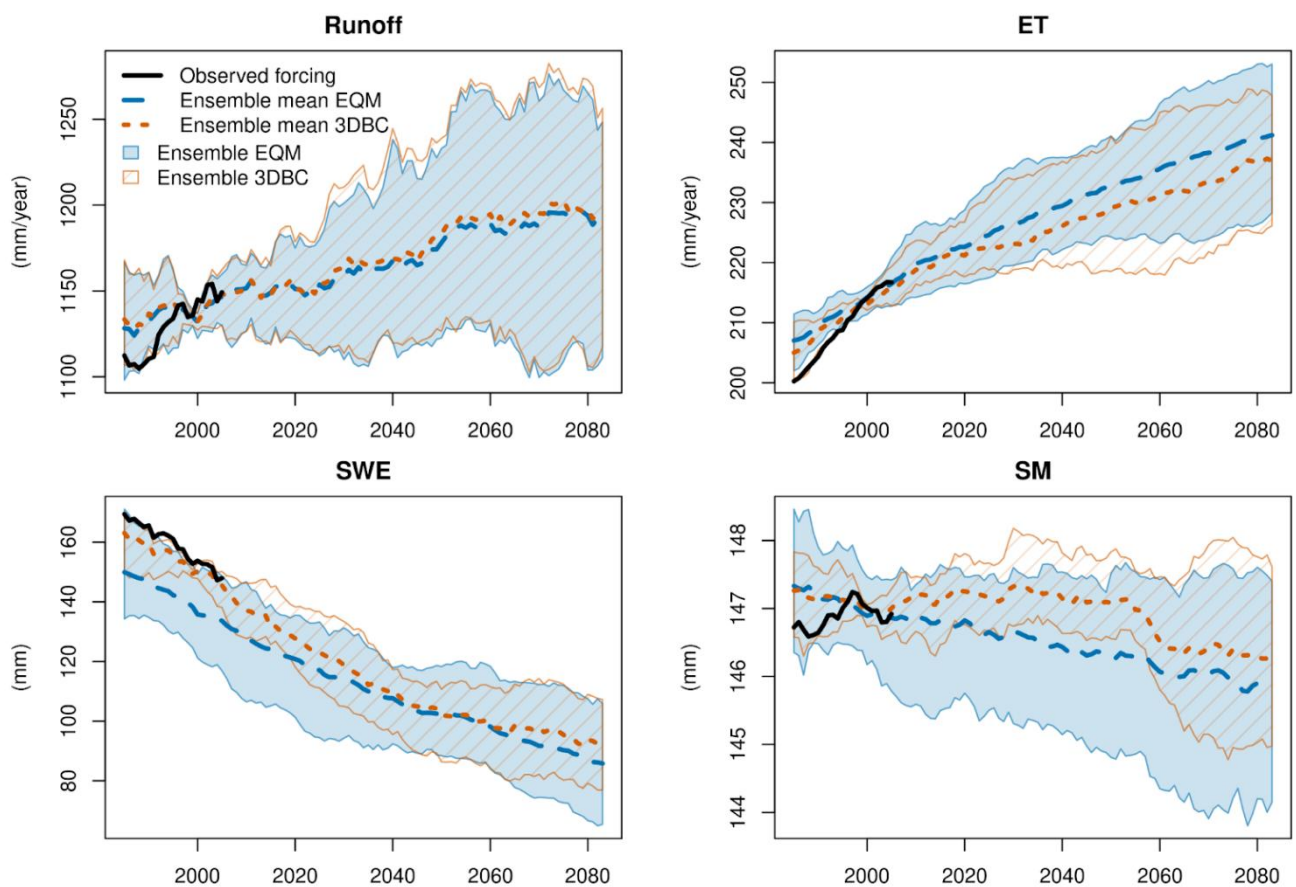 Runoff
(mm/year)
1250
1200
1150
1100
Observed forcing
Ensemble mean EQM
Ensemble mean 3DBC
Ensemble EQM
Ensemble 3DBC
2000 2020 2040 2060 2080
ET
(mm/year)
250
240
230
220
210
200
2000 2020 2040 2060 2080
SWE
(mm)
160
140
120
100
80
2000 2020 2040 2060 2080
SM
(mm)
148
147
146
145
144
2000 2020 2040 2060 2080